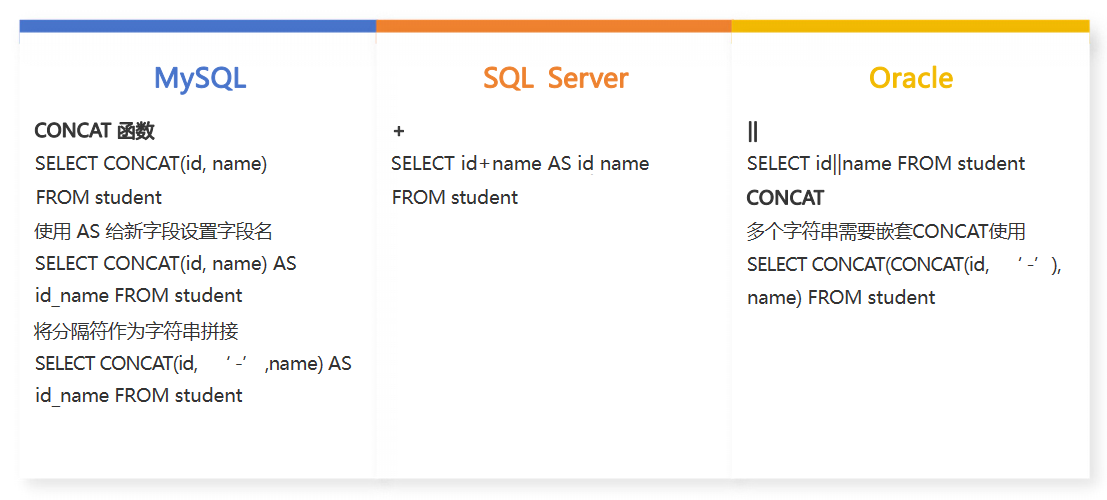 MySQL
CONCAT 函数
SELECT CONCAT(id, name)
FROM student
使用 AS 给新字段设置字段名
SELECT CONCAT(id, name) AS
id_name FROM student
将分隔符作为字符串拼接
SELECT CONCAT(id, ’-’ ,name) AS
id_name FROM student
SQL Server
+
SELECT id+name AS id name
FROM student
Oracle
||
SELECT id||name FROM student
CONCAT
多个字符串需要嵌套CONCAT使用
SELECT CONCAT(CONCAT(id, ’-’),
name) FROM student